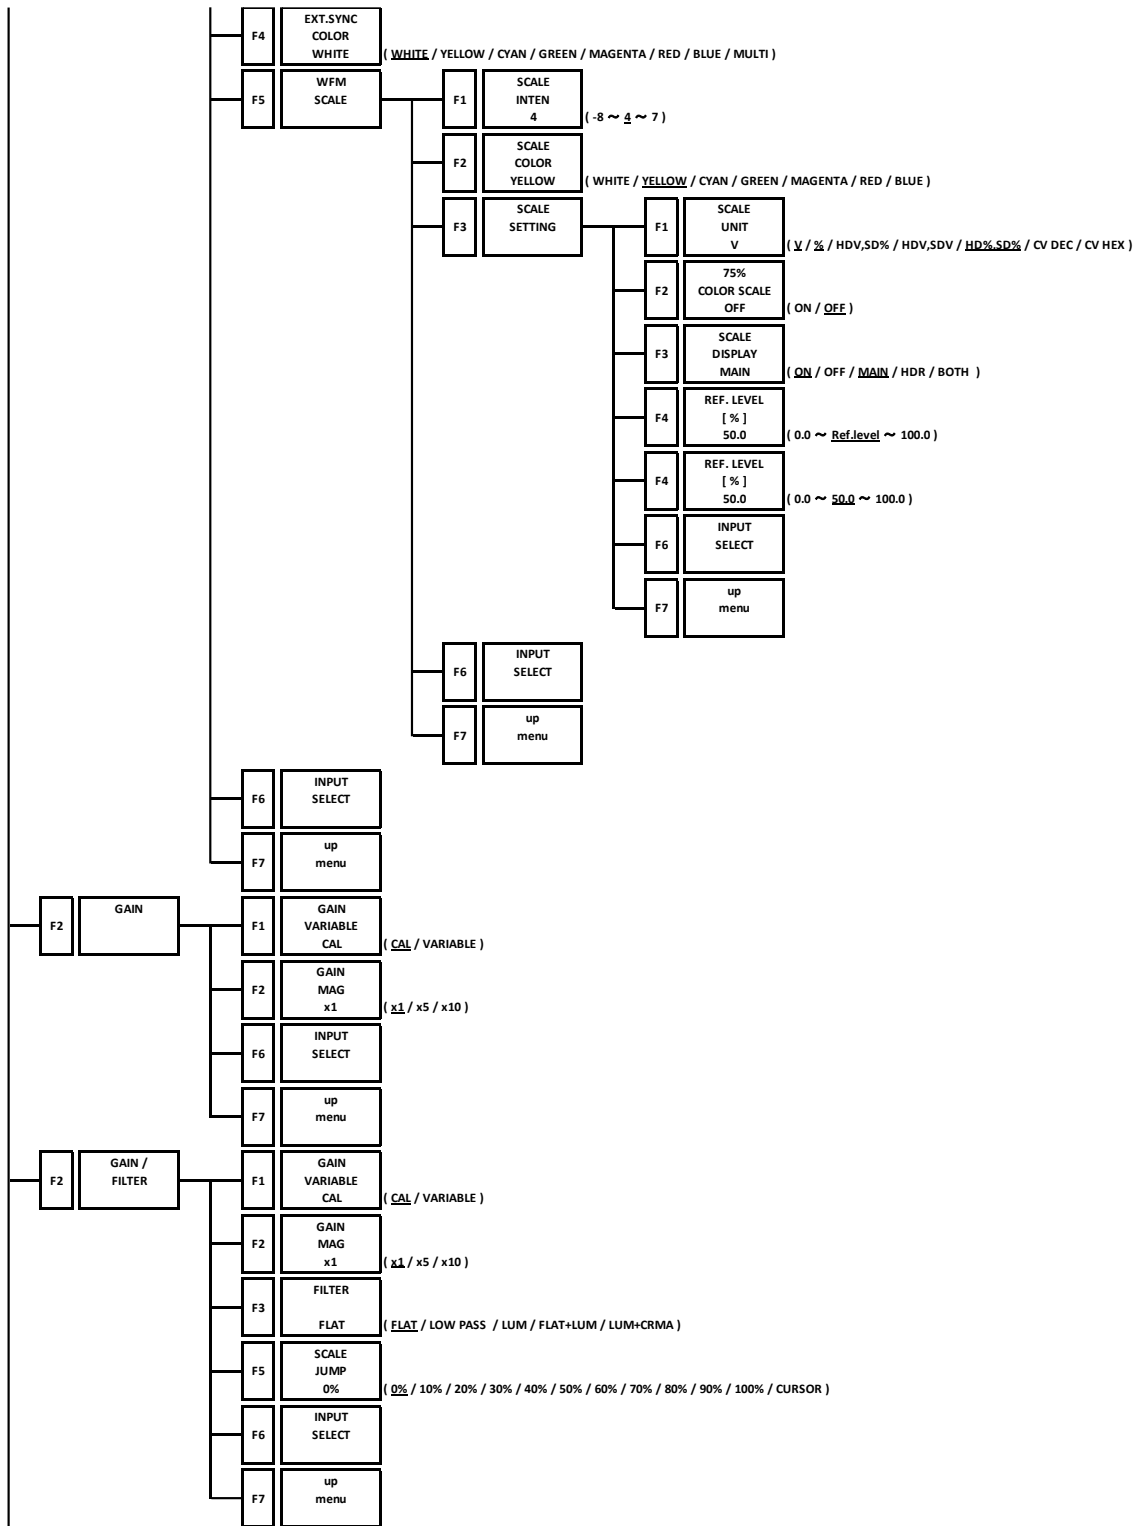 F4
EXT.SYNC
COLOR
WHITE
( WHITE / YELLOW / CYAN / GREEN / MAGENTA / RED / BLUE / MULTI )
F5
WFM
SCALE
F1
SCALE
INTEN
4
( -8 ~ 4 ~ 7 )
F2
SCALE
COLOR
YELLOW
( WHITE / YELLOW / CYAN / GREEN / MAGENTA / RED / BLUE )
F3
SCALE
SETTING
F1
SCALE
UNIT
V
( V / % / HDV,SD% / HDV,SDV / HD%.SD% / CV DEC / CV HEX )
F2
75%
COLOR SCALE
OFF
( ON / OFF )
F3
SCALE
DISPLAY
MAIN
( ON / OFF / MAIN / HDR / BOTH )
F4
REF. LEVEL
[ % ]
50.0
( 0.0 ~ Ref.level ~ 100.0 )
F4
REF. LEVEL
[ % ]
50.0
( 0.0 ~ 50.0 ~ 100.0 )
F6
INPUT
SELECT
F7
up
menu
F6
INPUT
SELECT
F7
up
menu
F6
INPUT
SELECT
F7
up
menu
F2
GAIN
F1
GAIN
VARIABLE
CAL
( CAL / VARIABLE )
F2
GAIN
MAG
x1
( x1 / x5 / x10 )
F6
INPUT
SELECT
F7
up
menu
F2
GAIN /
FILTER
F1
GAIN
VARIABLE
CAL
( CAL / VARIABLE )
F2
GAIN
MAG
x1
( x1 / x5 / x10 )
F3
FILTER
FLAT
( FLAT / LOW PASS / LUM / FLAT+LUM / LUM+CRMA )
F5
SCALE
JUMP
0%
( 0% / 10% / 20% / 30% / 40% / 50% / 60% / 70% / 80% / 90% / 100% / CURSOR )
F6
INPUT
SELECT
F7
up
menu